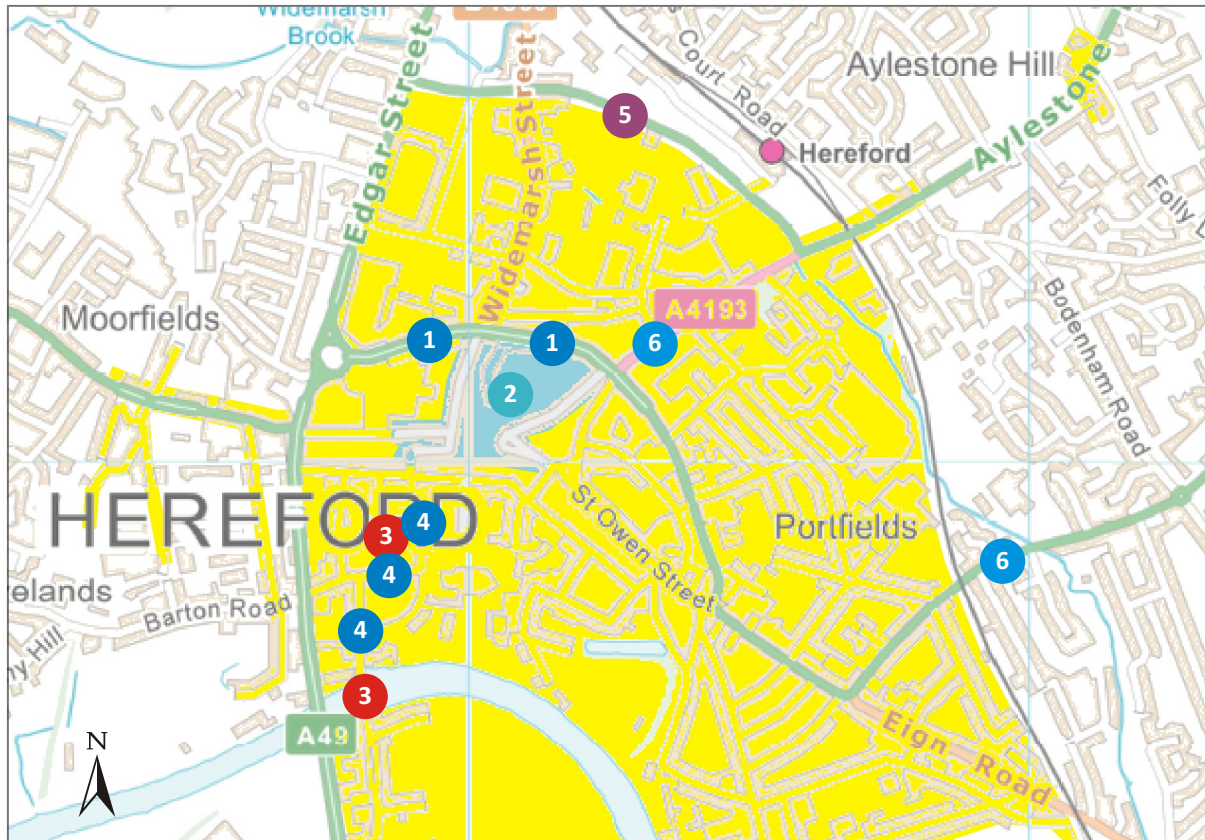 Widemarsh
Brook
Edgar Street
Widemarsh Street
Court Road
Aylestone Hill
Aylestone
5
Hereford
Moorfields
A4193
1
1
6
2
Bodenham Road
HEREFORD
4
3
4
St Owen Street
Portfields
6
Barton Road
4
3
A49
Eign Road
N